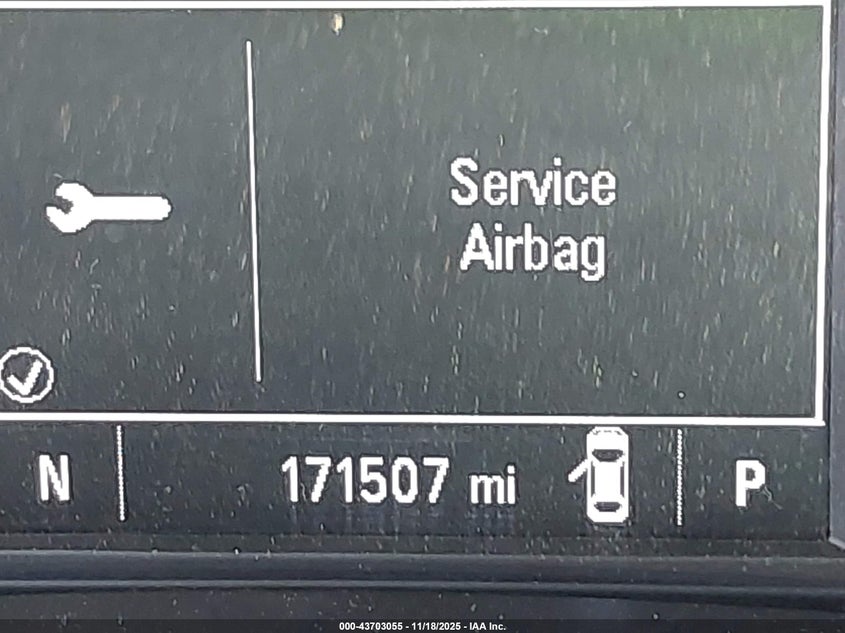 Service
Airbag
N 171507 mi P
000-43703055 - 11/18/2025 - IAA Inc.